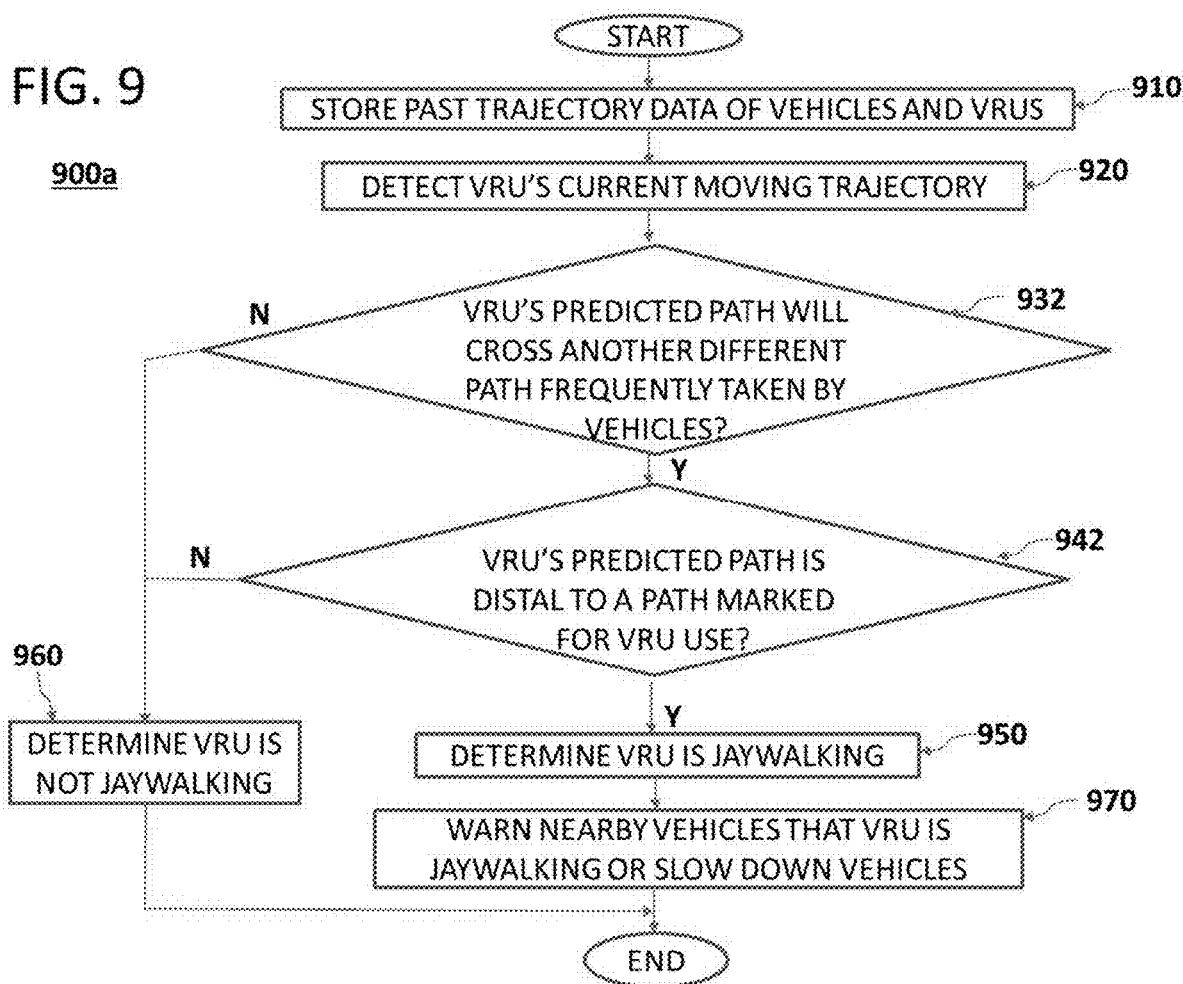 FIG. 9
900a
START
STORE PAST TRAJECTORY DATA OF VEHICLES AND VRUS
910
DETECT VRU'S CURRENT MOVING TRAJECTORY
920
VRU'S PREDICTED PATH WILL
CROSS ANOTHER DIFFERENT
PATH FREQUENTLY TAKEN BY
VEHICLES?
932
N
Y
VRU'S PREDICTED PATH IS
DISTAL TO A PATH MARKED
FOR VRU USE?
942
N
Y
960
DETERMINE VRU IS
NOT JAYWALKING
DETERMINE VRU IS JAYWALKING
950
WARN NEARBY VEHICLES THAT VRU IS
JAYWALKING OR SLOW DOWN VEHICLES
970
END